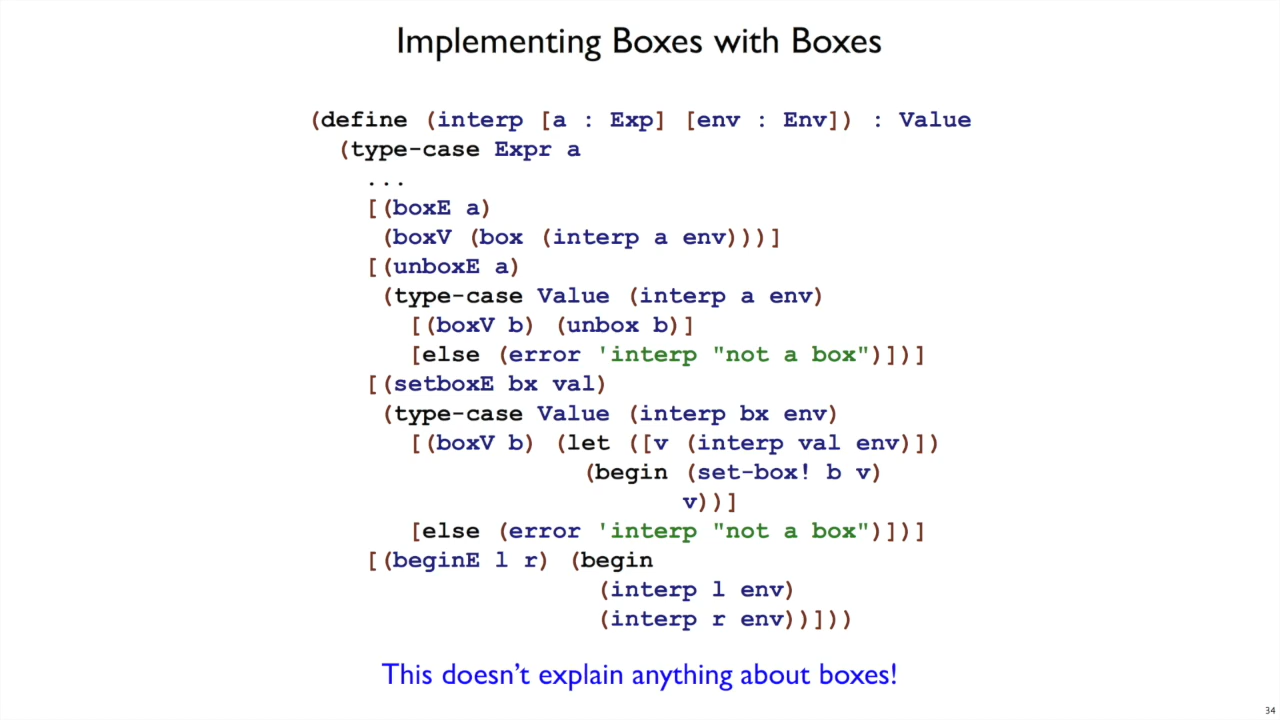 Implementing Boxes with Boxes
(define (interp [a : Exp] [env : Env]) : Value
(type-case Expr a
...
[(boxE a)
(boxV (box (interp a env)))]
[(unboxE a)
(type-case Value (interp a env)
[(boxV b) (unbox b)]
[else (error 'interp "not a box")])]
[(setboxE bx val)
(type-case Value (interp bx env)
[(boxV b) (let ([v (interp val env)])
(begin (set-box! b v)
v))]
[else (error 'interp "not a box")])]
[(beginE l r) (begin
(interp l env)
(interp r env))]))
This doesn't explain anything about boxes!
34